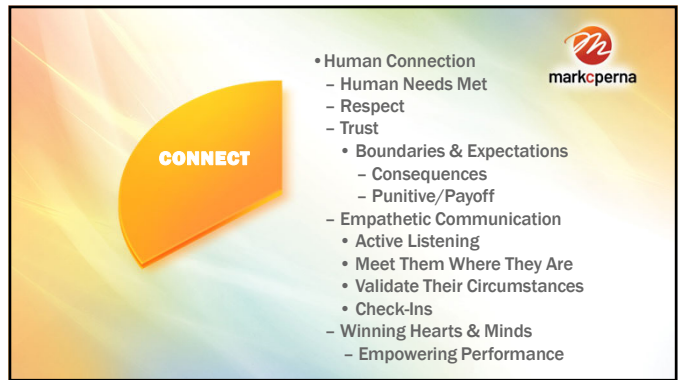 CONNECT
•Human Connection
– Human Needs Met
– Respect
– Trust
• Boundaries & Expectations
– Consequences
– Punitive/Payoff
– Empathetic Communication
• Active Listening
• Meet Them Where They Are
• Validate Their Circumstances
• Check-Ins
– Winning Hearts & Minds
– Empowering Performance
markcperna